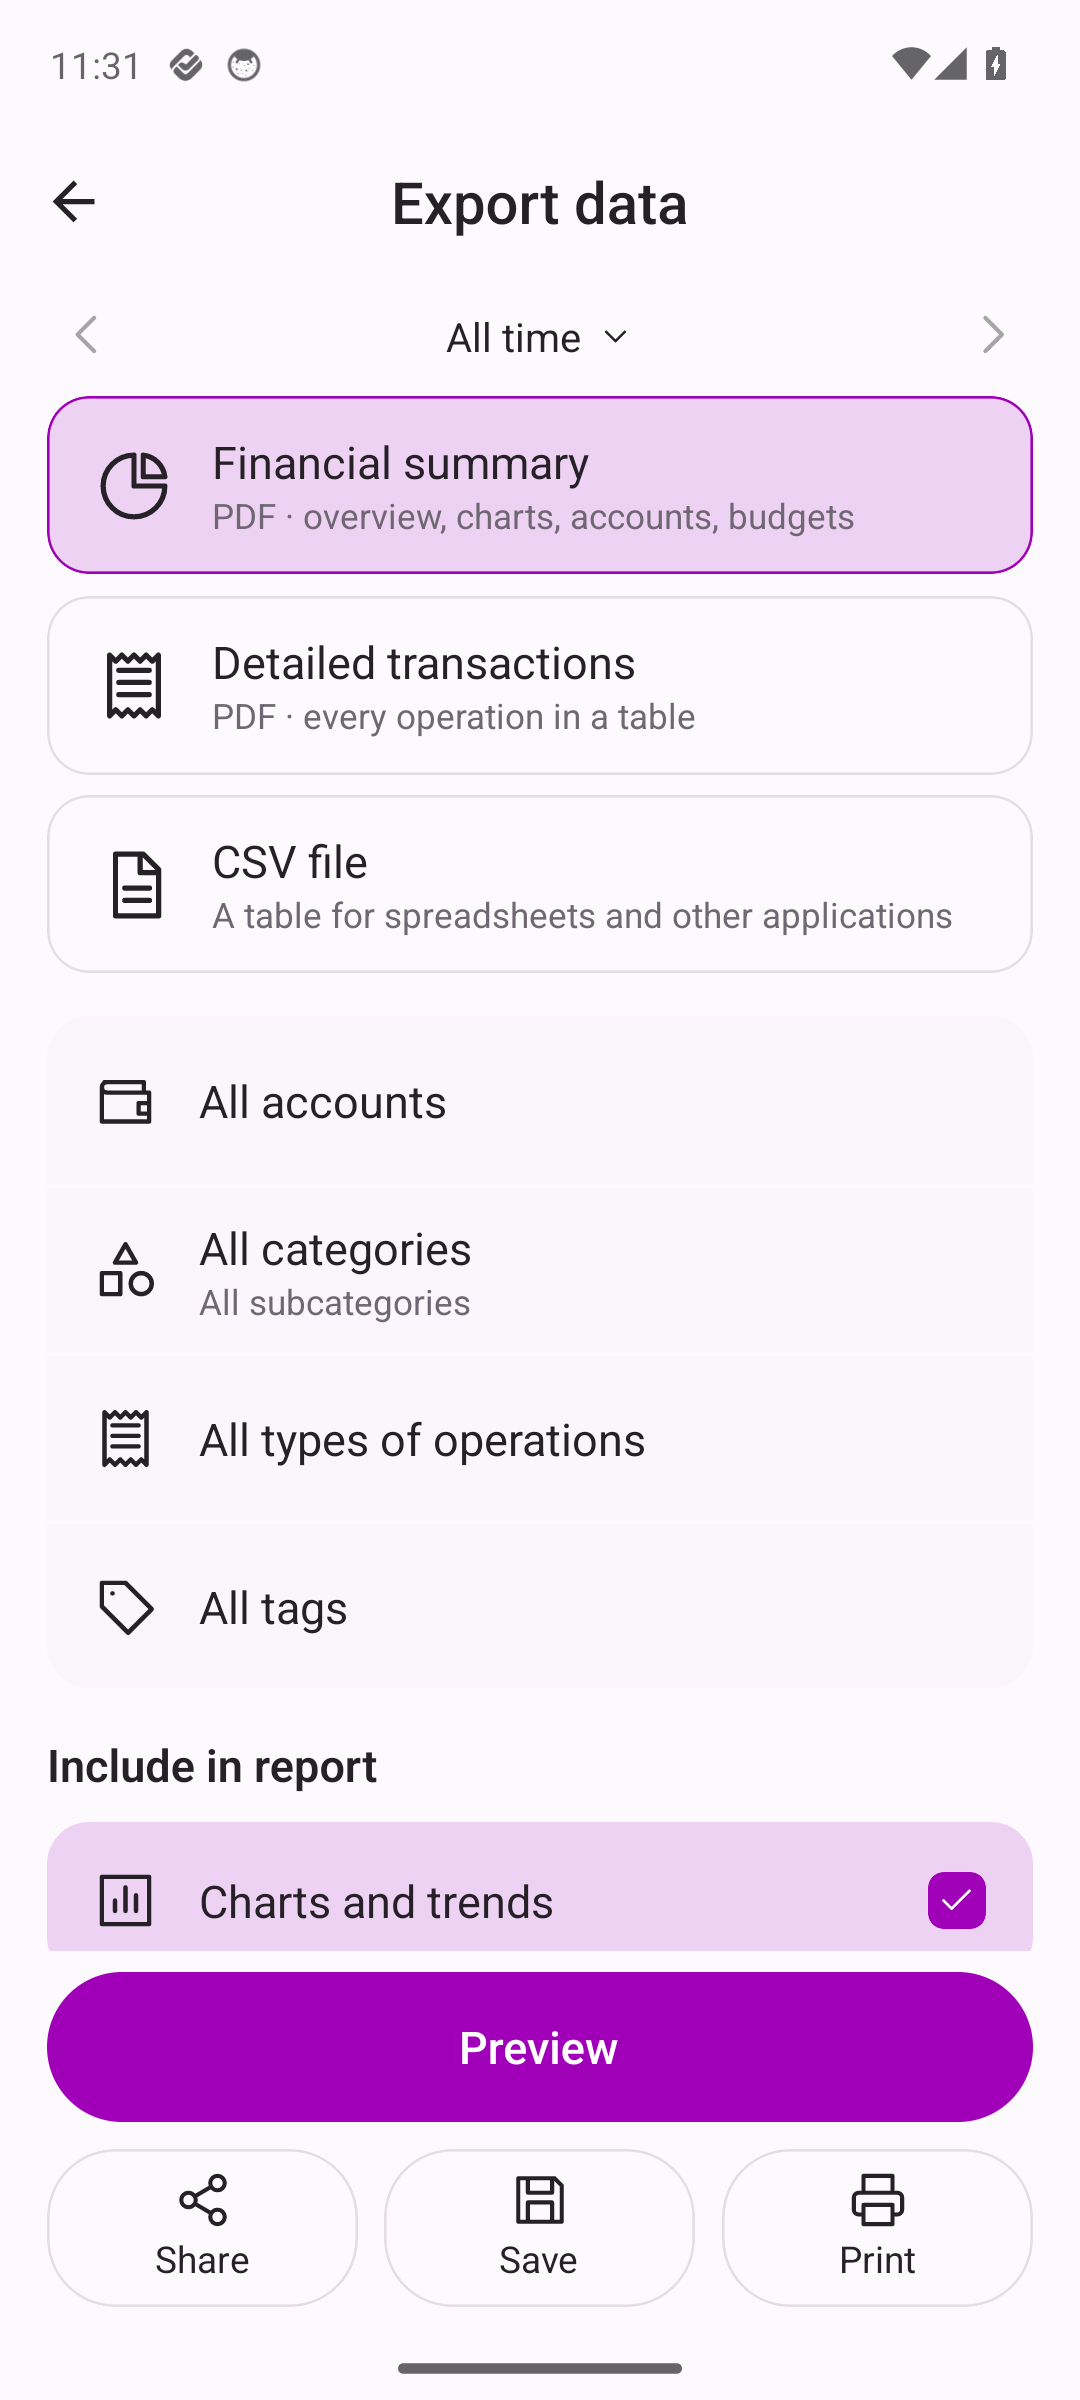 11:31
Export data
All time
Financial summary
PDF · overview, charts, accounts, budgets
Detailed transactions
PDF · every operation in a table
CSV file
A table for spreadsheets and other applications
All accounts
All categories
All subcategories
All types of operations
All tags
Include in report
Charts and trends
Preview
Share
Save
Print